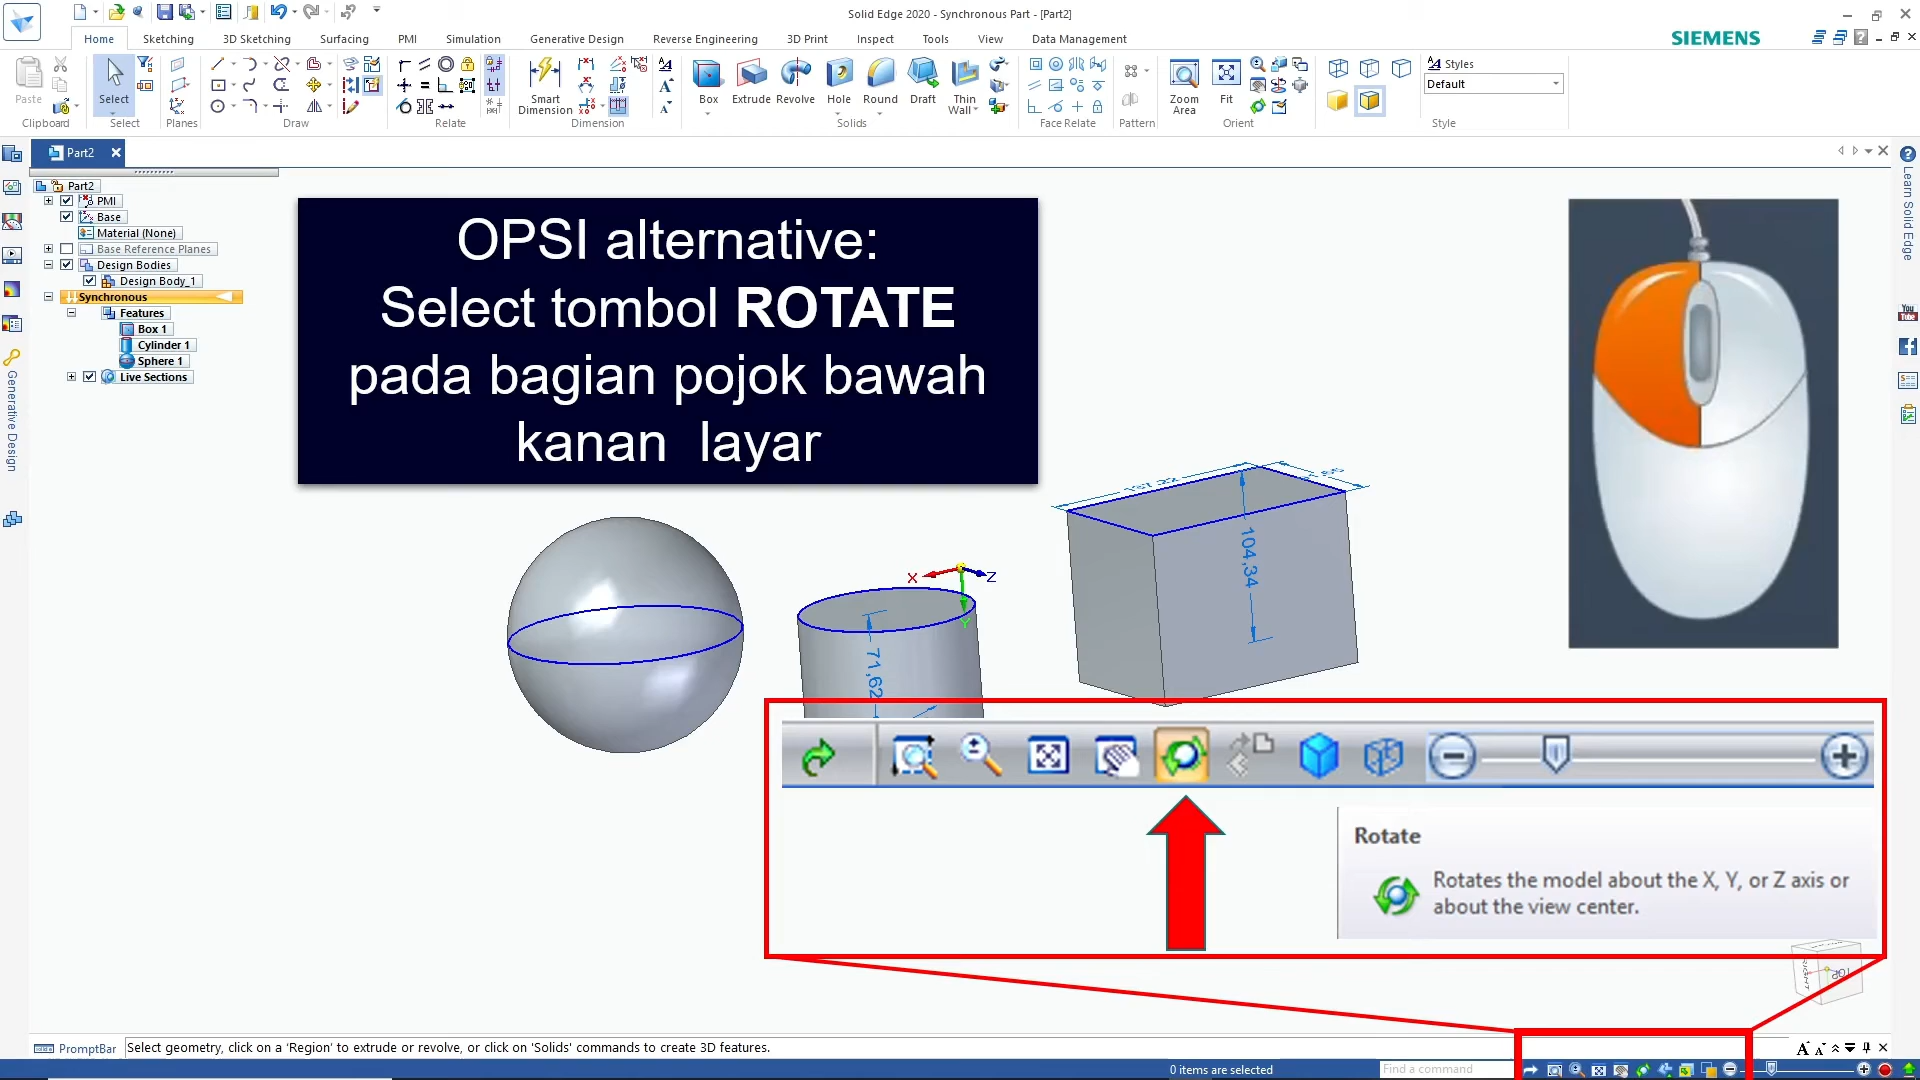 Solid Edge 2020 - Synchronous Part - [Part2]
Home Sketching 3D Sketching Surfacing PMI Simulation Generative Design Reverse Engineering 3D Print Inspect Tools View Data Management
SIEMENS
Paste
Clipboard
Select
Select
Planes
Draw
Relate
Smart Dimension
Dimension
Box Extrude Revolve Hole Round Draft Thin Wall
Solids
Face Relate
Pattern
Zoom Area
Fit
Orient
Styles
Default
Style
Part2
Learn Solid Edge
You Tube
Generative Design
Part2
PMI
Base
Material (None)
Base Reference Planes
Design Bodies
Design Body_1
Synchronous
Features
Box 1
Cylinder 1
Sphere 1
Live Sections
OPSI alternative:
Select tombol ROTATE
pada bagian pojok bawah
kanan layar
104,34
X
Z
Y
71,62
Rotate
Rotates the model about the X, Y, or Z axis or
about the view center.
RIGHT
TOP
PromptBar
Select geometry, click on a 'Region' to extrude or revolve, or click on 'Solids' commands to create 3D features.
0 items are selected
Find a command